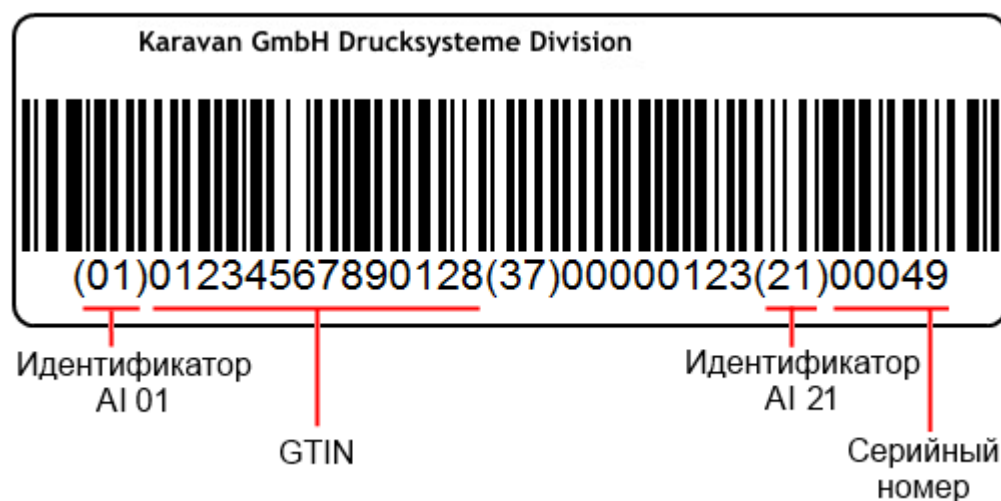 Karavan GmbH Drucksysteme Division
(01)01234567890128(37)00000123(21)00049
Идентификатор
AI 01
GTIN
Идентификатор
AI 21
Серийный
номер